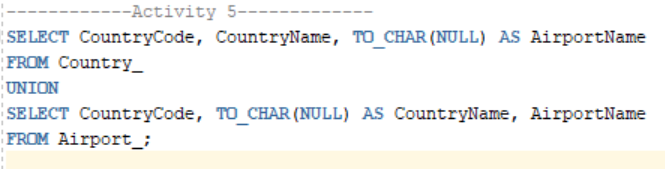 ------------Activity 5-------------
SELECT CountryCode, CountryName, TO_CHAR(NULL) AS AirportName
FROM Country_
UNION
SELECT CountryCode, TO_CHAR(NULL) AS CountryName, AirportName
FROM Airport_;